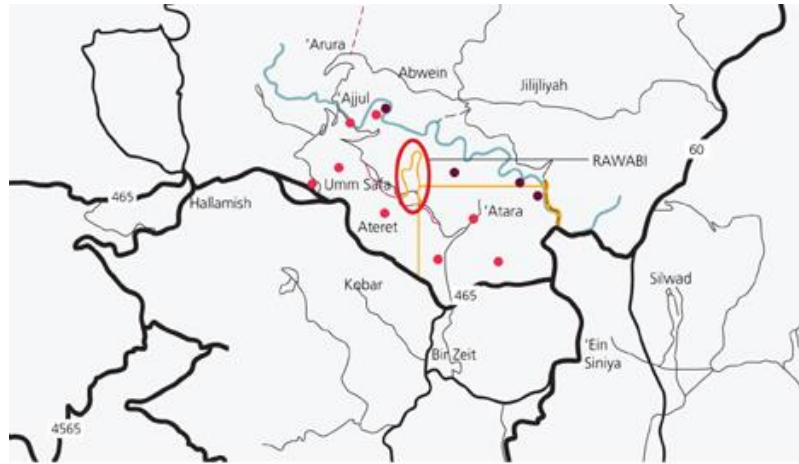 'Arura
Abwein
Jilijliyah
'Ajjul
60
RAWABI
465
Umm Safa
Hallamish
'Atara
Ateret
Kobar
465
Silwad
Bir Zeit
'Ein
Siniya
4565